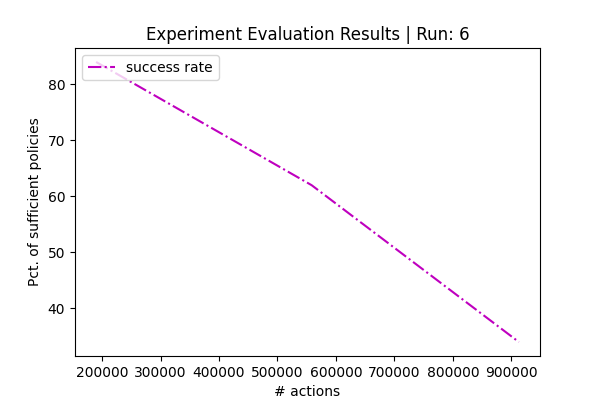 Experiment Evaluation Results | Run: 6
success rate
Pct. of sufficient policies
80
70
60
50
40
200000 300000 400000 500000 600000 700000 800000 900000
# actions